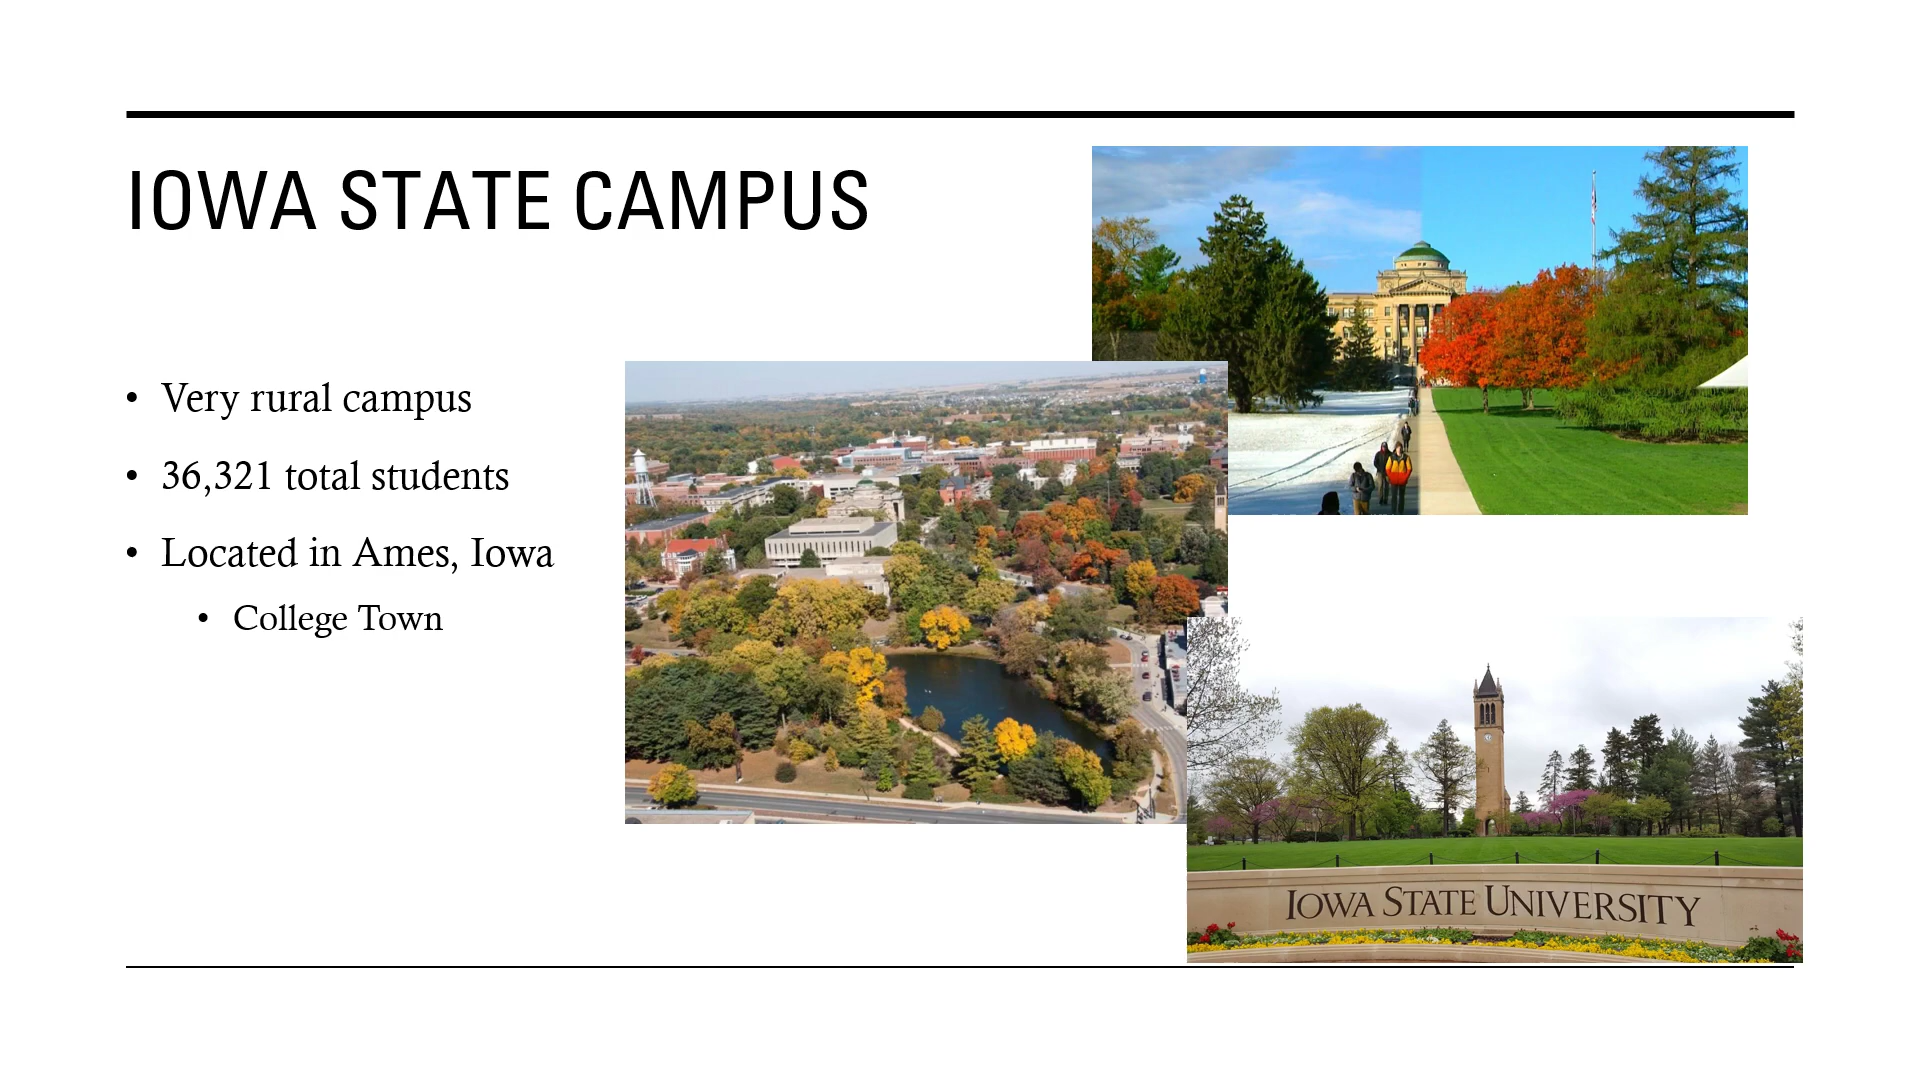 IOWA STATE CAMPUS
• Very rural campus
• 36,321 total students
• Located in Ames, Iowa
• College Town
IOWA STATE UNIVERSITY